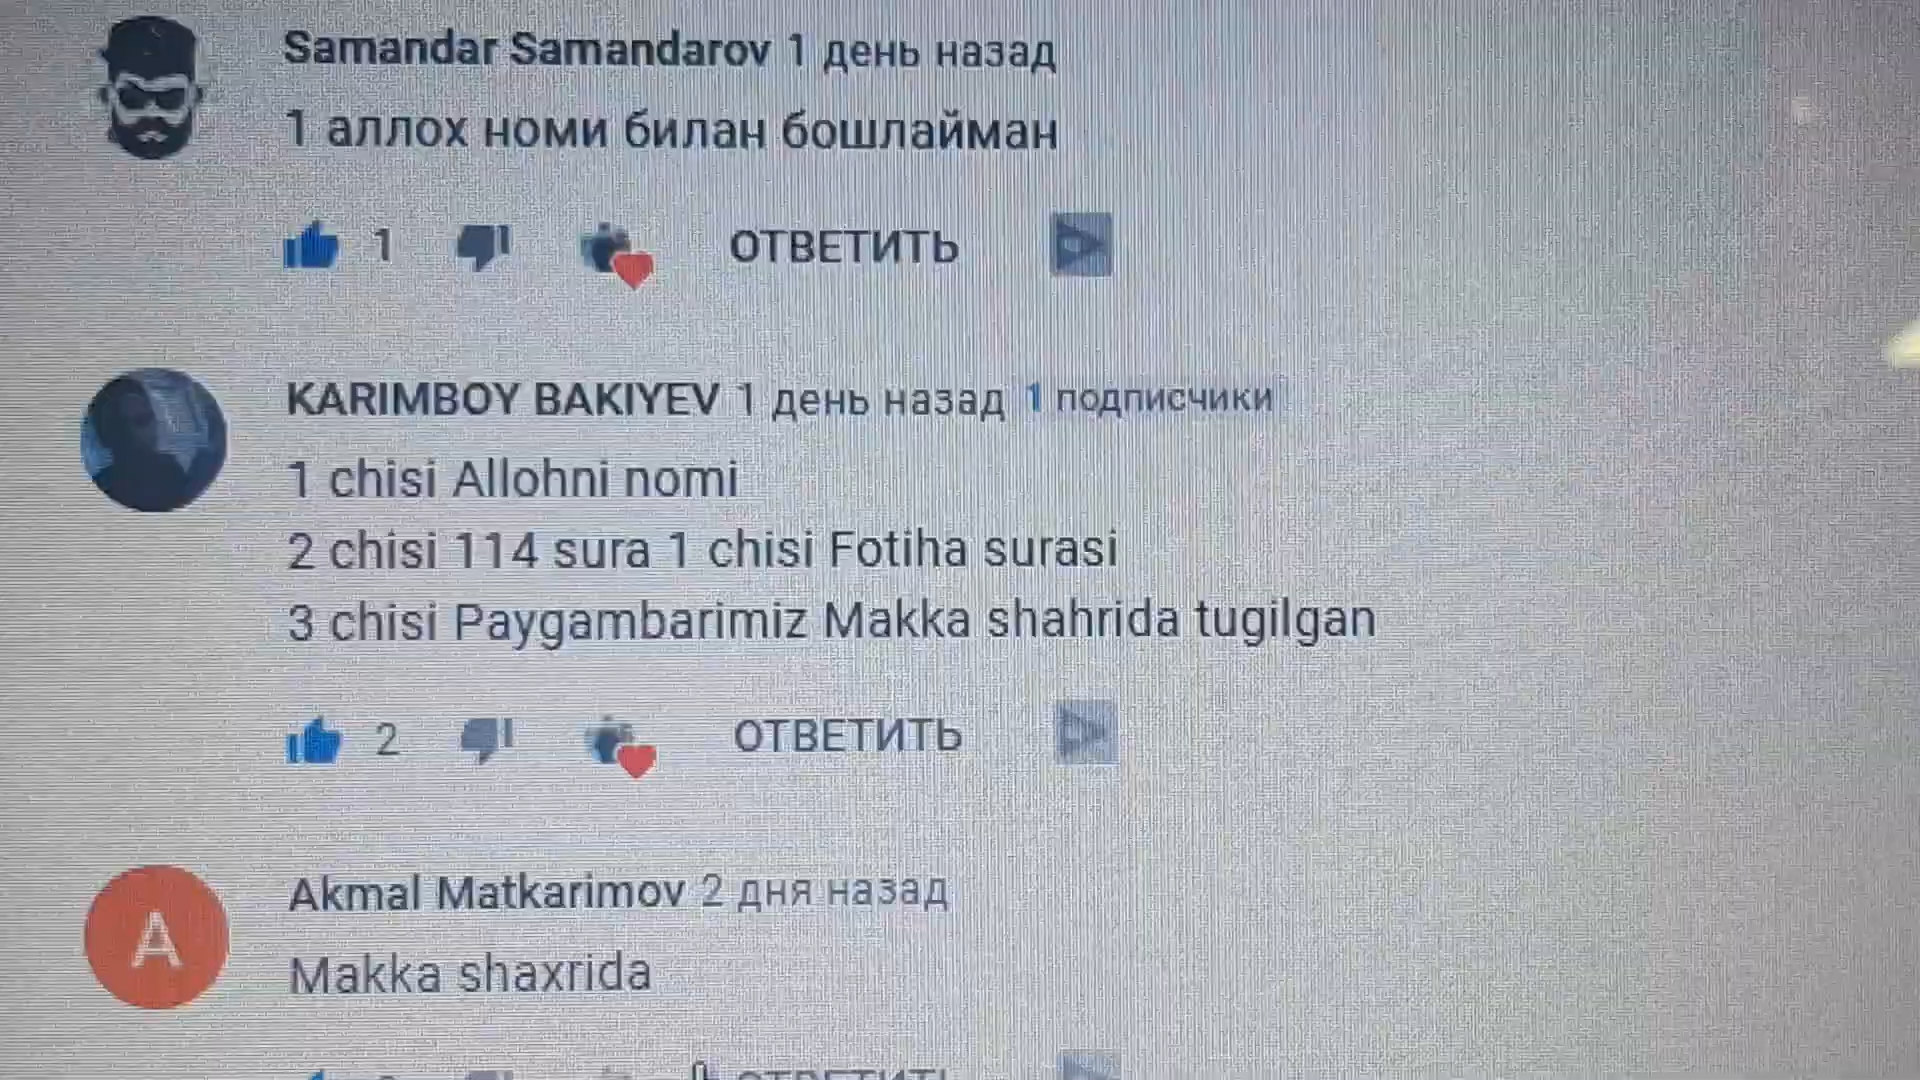 Samandar Samandarov 1 день назад
1 аллох номи билан бошлайман
1 ОТВЕТИТЬ
KARIMBOY BAKIYEV 1 день назад 1 подписчики
1 chisi Allohni nomi
2 chisi 114 sura 1 chisi Fotiha surasi
3 chisi Paygambarimiz Makka shahrida tugilgan
2 ОТВЕТИТЬ
A
Akmal Matkarimov 2 дня назад
Makka shaxrida
ОТВЕТИТЬ